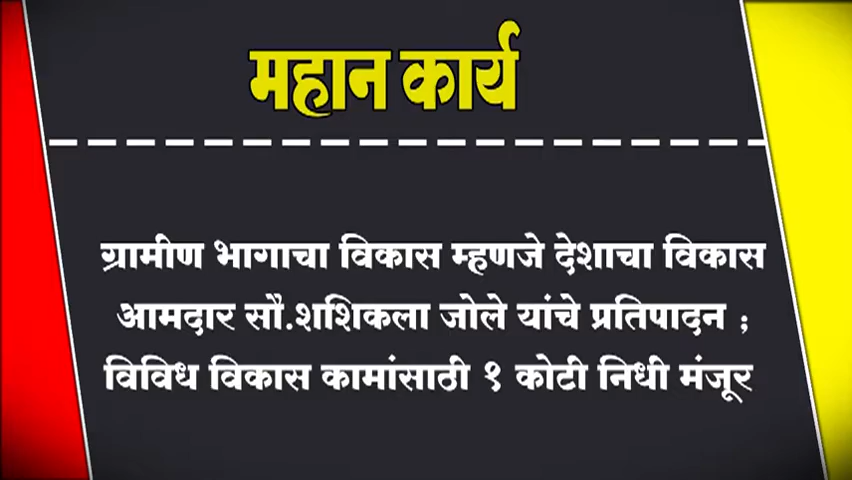 महान कार्य
ग्रामीण भागाचा विकास म्हणजे देशाचा विकास
आमदार सौ.शशिकला जोले यांचे प्रतिपादन ;
विविध विकास कामांसाठी १ कोटी निधी मंजूर